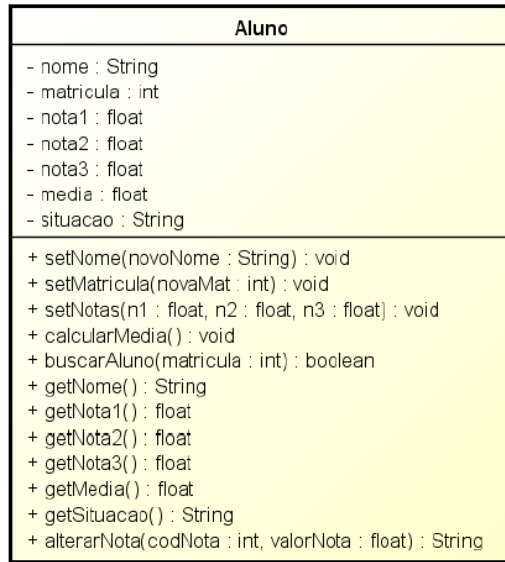 Aluno
- nome : String
- matricula : int
- nota1 : float
- nota2 : float
- nota3 : float
- media : float
- situacao : String
+ setNome(novoNome : String) : void
+ setMatricula(novaMat : int) : void
+ setNotas(n1 : float, n2 : float, n3 : float) : void
+ calcularMedia() : void
+ buscarAluno(matricula : int) : boolean
+ getNome() : String
+ getNota1() : float
+ getNota2() : float
+ getNota3() : float
+ getMedia() : float
+ getSituacao() : String
+ alterarNota(codNota : int, valorNota : float) : String